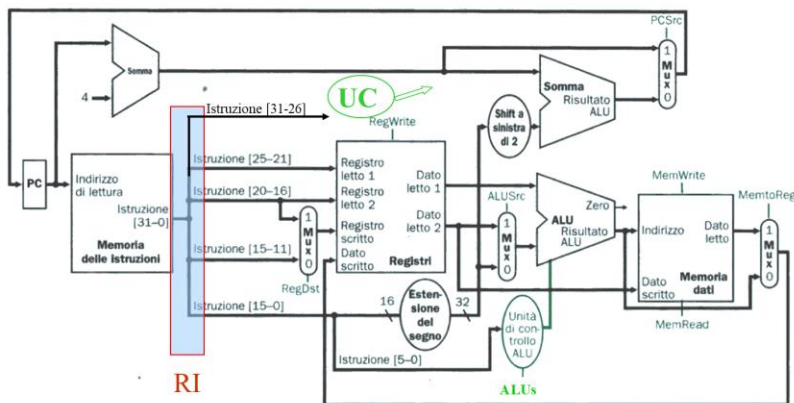 PCSrc
1
Mux
0
Somma
4
Somma
Risultato
ALU
Istruzione [31-26]
UC
Shift a
sinistra
di 2
RegWrite
PC
Indirizzo
di lettura
Istruzione
[31–0]
Memoria
delle istruzioni
Istruzione [25–21]
Istruzione [20–16]
Istruzione [15–11]
1
Mux
0
RegDst
Registro
letto 1
Registro
letto 2
Registro
scritto
Dato
scritto
Dato
letto 1
Dato
letto 2
Registri
ALUSrc
1
Mux
0
Zero
ALU
Risultato
ALU
MemWrite
Indirizzo
Dato
letto
Dato
scritto
Memoria
dati
MemRead
MemtoReg
1
Mux
0
Istruzione [15–0]
16
Esten-
sione del
segno
32
Istruzione [5–0]
Unità
di con-
trollo
ALU
RI
ALUs